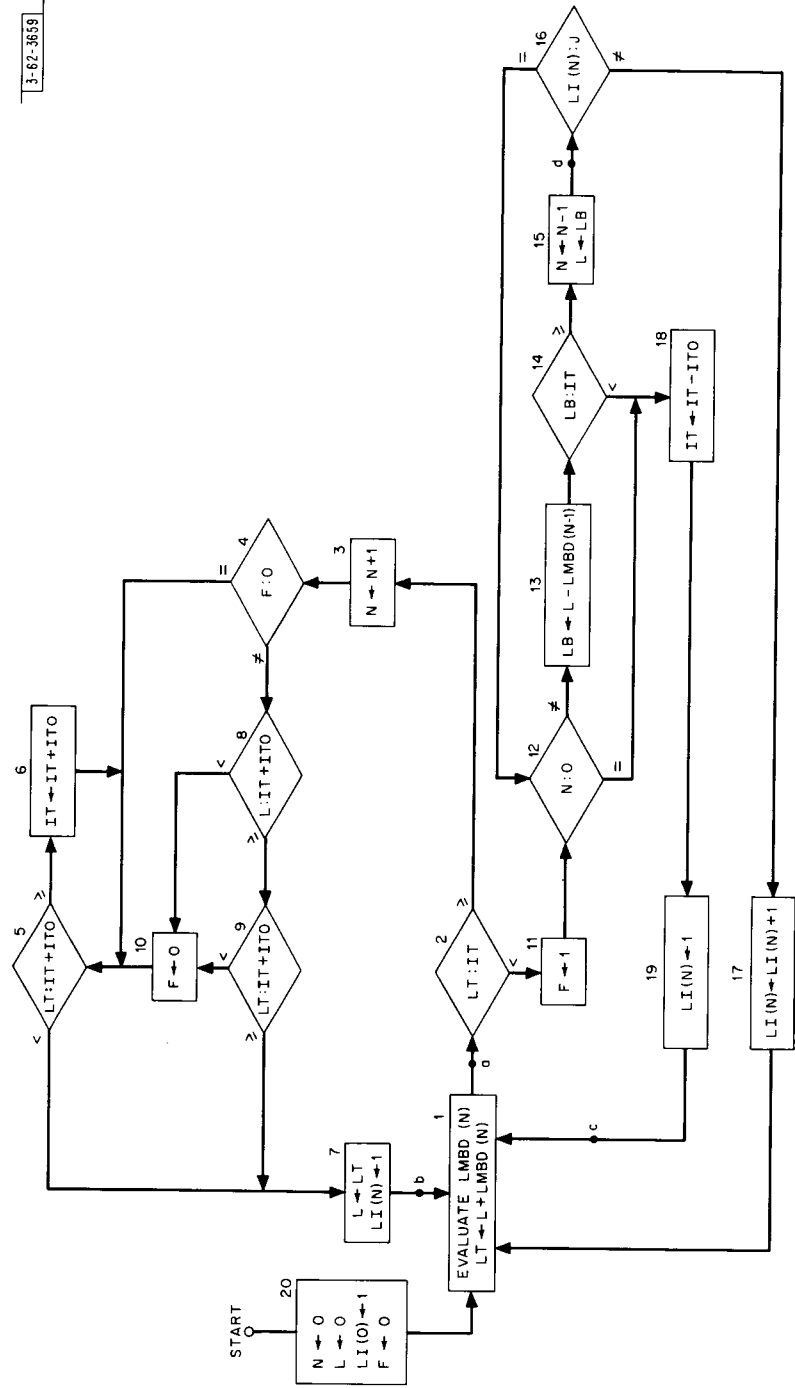 3-62-3659
START
20
N ← 0
L ← 0
LI(0) ← 1
F ← 0
1
EVALUATE LMBD (N)
LT ← L + LMBD (N)
a
b
c
2
LT : IT
≥
<
3
N ← N+1
4
F : 0
=
≠
5
LT : IT + ITO
<
≥
6
IT ← IT + ITO
7
L ← LT
LI(N) ← 1
8
L : IT + ITO
<
≥
9
LT : IT + ITO
<
≥
10
F ← 0
11
F ← 1
12
N : 0
≠
=
13
LB ← L - LMBD (N-1)
14
LB : IT
≥
<
15
N ← N-1
L ← LB
d
16
LI (N) : J
=
≠
17
LI(N) ← LI(N) + 1
18
IT ← IT - ITO
19
LI(N) ← 1